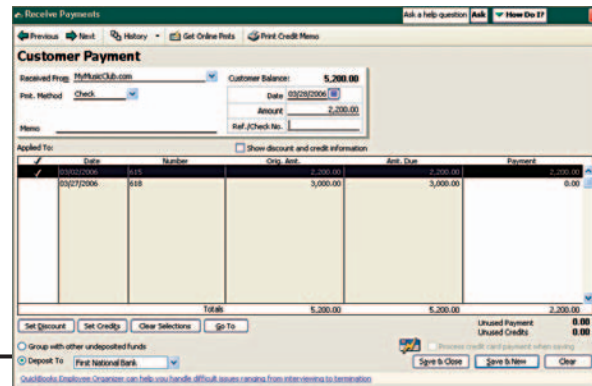 Receive Payments Ask a help question Ask How Do I?
Previous Next History Get Online Pmts Print Credit Memo
Customer Payment
Received From MyMusicClub.com Customer Balance: 5,200.00
Pmt. Method Check Date 03/28/2006
Amount 2,200.00
Memo Ref./Check No.
Applied To: Show discount and credit information
✓ Date Number Orig. Amt. Amt. Due Payment
✓ 03/02/2006 615 2,200.00 2,200.00 2,200.00
03/27/2006 618 3,000.00 3,000.00 0.00
Totals 5,200.00 5,200.00 2,200.00
Set Discount Set Credits Clear Selections Go To Unused Payment 0.00
Unused Credits 0.00
Group with other undeposited funds Process credit card payment when saving
Deposit To First National Bank Save & Close Save & New Clear
QuickBooks Employee Organizer can help you handle difficult issues ranging from interviewing to termination